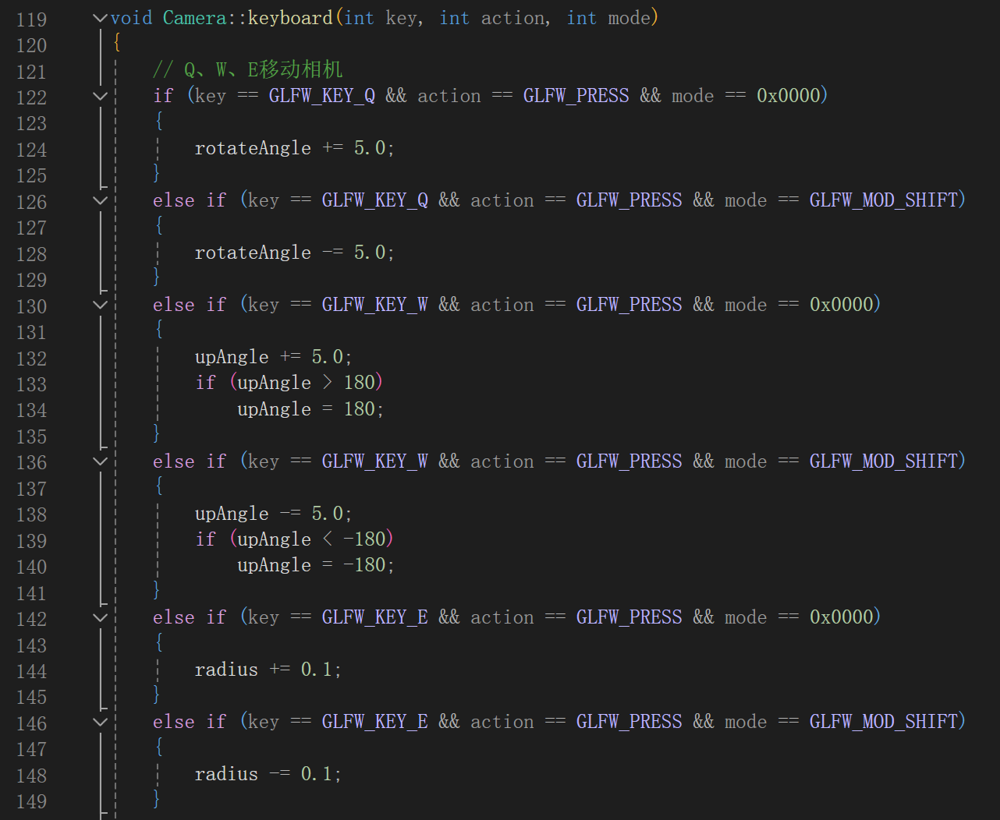 119 void Camera::keyboard(int key, int action, int mode)
120 {
121 // Q、W、E移动相机
122 if (key == GLFW_KEY_Q && action == GLFW_PRESS && mode == 0x0000)
123 {
124 rotateAngle += 5.0;
125 }
126 else if (key == GLFW_KEY_Q && action == GLFW_PRESS && mode == GLFW_MOD_SHIFT)
127 {
128 rotateAngle -= 5.0;
129 }
130 else if (key == GLFW_KEY_W && action == GLFW_PRESS && mode == 0x0000)
131 {
132 upAngle += 5.0;
133 if (upAngle > 180)
134 upAngle = 180;
135 }
136 else if (key == GLFW_KEY_W && action == GLFW_PRESS && mode == GLFW_MOD_SHIFT)
137 {
138 upAngle -= 5.0;
139 if (upAngle < -180)
140 upAngle = -180;
141 }
142 else if (key == GLFW_KEY_E && action == GLFW_PRESS && mode == 0x0000)
143 {
144 radius += 0.1;
145 }
146 else if (key == GLFW_KEY_E && action == GLFW_PRESS && mode == GLFW_MOD_SHIFT)
147 {
148 radius -= 0.1;
149 }